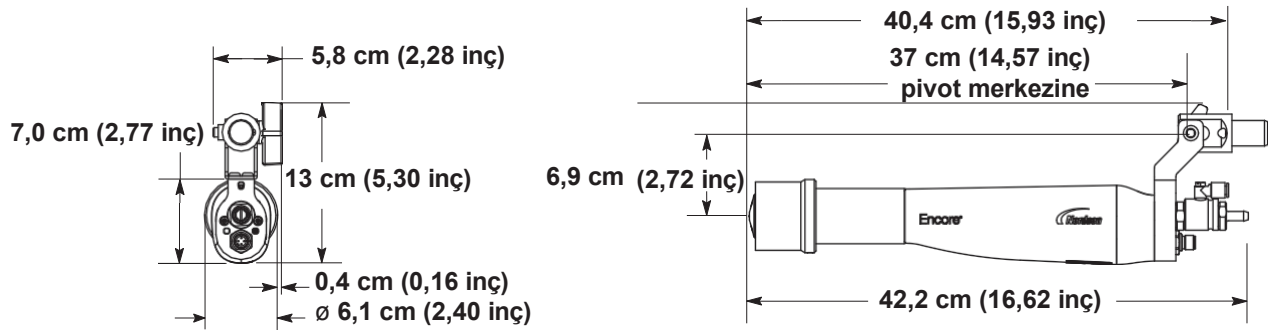 5,8 cm (2,28 inç)
7,0 cm (2,77 inç)
13 cm (5,30 inç)
0,4 cm (0,16 inç)
ø 6,1 cm (2,40 inç)
40,4 cm (15,93 inç)
37 cm (14,57 inç)
pivot merkezine
6,9 cm (2,72 inç)
Encore®
Nordson
42,2 cm (16,62 inç)